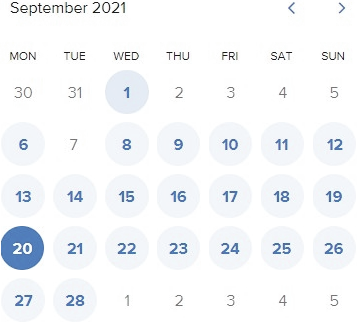 September 2021
MON TUE WED THU FRI SAT SUN
30 31 1 2 3 4 5
6 7 8 9 10 11 12
13 14 15 16 17 18 19
20 21 22 23 24 25 26
27 28 1 2 3 4 5